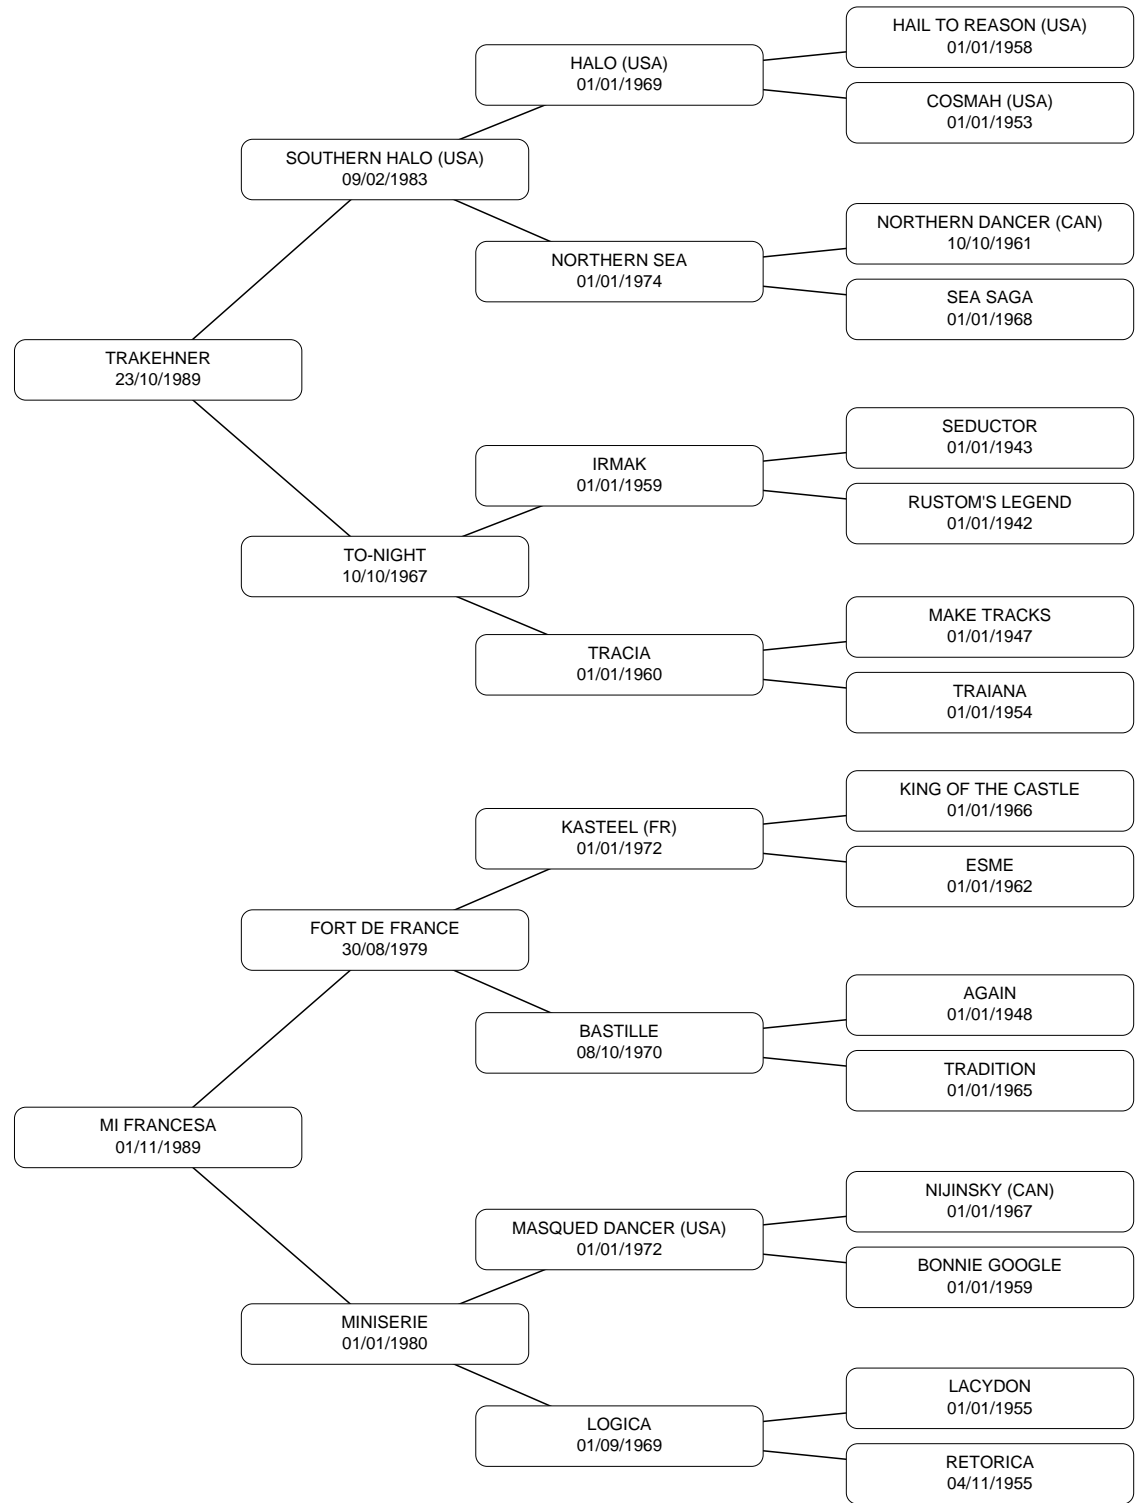 HAIL TO REASON (USA)
01/01/1958
HALO (USA)
01/01/1969
COSMAH (USA)
01/01/1953
SOUTHERN HALO (USA)
09/02/1983
NORTHERN DANCER (CAN)
10/10/1961
NORTHERN SEA
01/01/1974
SEA SAGA
01/01/1968
TRAKEHNER
23/10/1989
SEDUCTOR
01/01/1943
IRMAK
01/01/1959
RUSTOM'S LEGEND
01/01/1942
TO-NIGHT
10/10/1967
MAKE TRACKS
01/01/1947
TRACIA
01/01/1960
TRAIANA
01/01/1954
KING OF THE CASTLE
01/01/1966
KASTEEL (FR)
01/01/1972
ESME
01/01/1962
FORT DE FRANCE
30/08/1979
AGAIN
01/01/1948
BASTILLE
08/10/1970
TRADITION
01/01/1965
MI FRANCESA
01/11/1989
NIJINSKY (CAN)
01/01/1967
MASQUED DANCER (USA)
01/01/1972
BONNIE GOOGLE
01/01/1959
MINISERIE
01/01/1980
LACYDON
01/01/1955
LOGICA
01/09/1969
RETORICA
04/11/1955